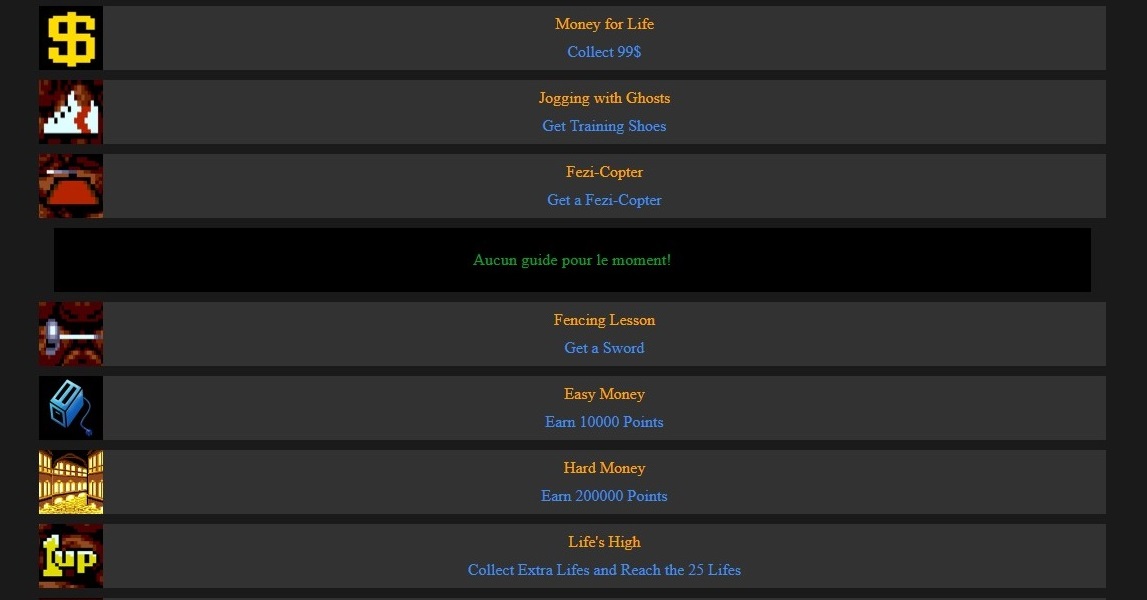 Money for Life
Collect 99$
Jogging with Ghosts
Get Training Shoes
Fezi-Copter
Get a Fezi-Copter
Aucun guide pour le moment!
Fencing Lesson
Get a Sword
Easy Money
Earn 10000 Points
Hard Money
Earn 200000 Points
1up
Life's High
Collect Extra Lifes and Reach the 25 Lifes